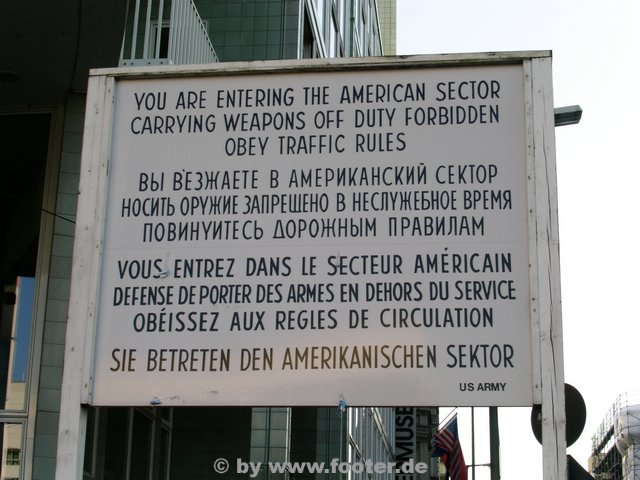 YOU ARE ENTERING THE AMERICAN SECTOR
CARRYING WEAPONS OFF DUTY FORBIDDEN
OBEY TRAFFIC RULES
ВЫ В'ЕЗЖАЕТЕ В АМЕРИКАНСКИЙ СЕКТОР
НОСИТЬ ОРУЖИЕ ЗАПРЕЩЕНО В НЕСЛУЖЕБНОЕ ВРЕМЯ
ПОВИНУЙТЕСЬ ДОРОЖНЫМ ПРАВИЛАМ
VOUS ENTREZ DANS LE SECTEUR AMÉRICAIN
DEFENSE DE PORTER DES ARMES EN DEHORS DU SERVICE
OBÉISSEZ AUX REGLES DE CIRCULATION
SIE BETRETEN DEN AMERIKANISCHEN SEKTOR
US ARMY
MUSE
© by www.footer.de